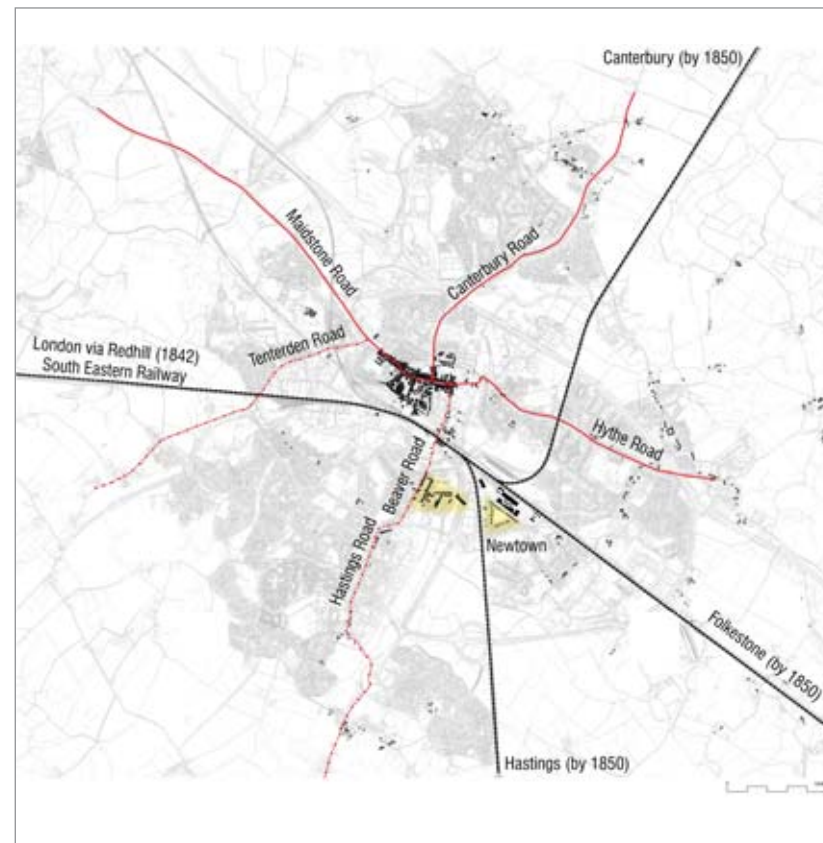 Canterbury (by 1850)
Maidstone Road
Canterbury Road
London via Redhill (1842)
South Eastern Railway
Tenterden Road
Hythe Road
Beaver Road
Hastings Road
Newtown
Folkestone (by 1850)
Hastings (by 1850)